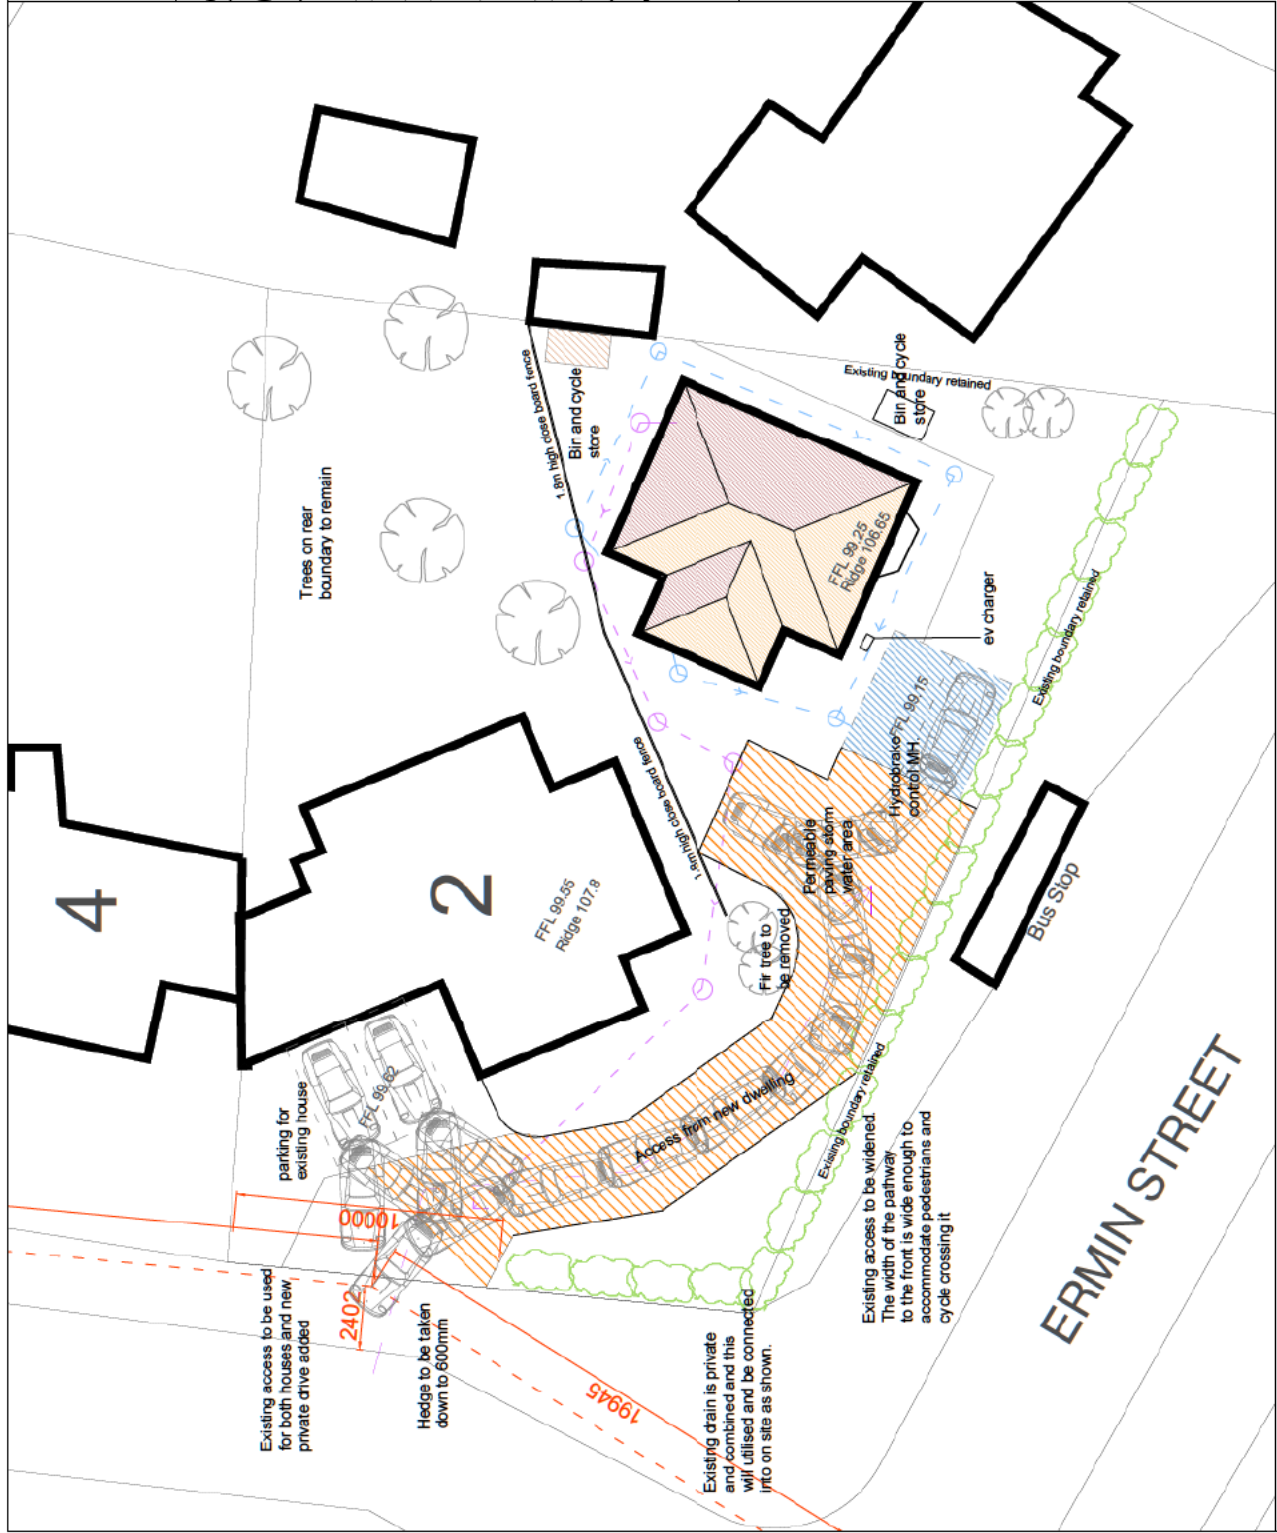 Trees on rear
boundary to remain
1.8m high close board fence
Bin and cycle
store
Existing boundary retained
Bin and cycle
store
FFL 99.25
Ridge 106.65
ev charger
Existing boundary retained
4
2
FFL 99.55
Ridge 107.8
1.8m high close board fence
Hydrobrake
control MH
FFL 99.15
Permeable
paving storm
water area
Fir tree to
be removed
Bus Stop
parking for
existing house
FFL 99.62
Access from new dwelling
Existing boundary retained
10000
2402
19945
Existing access to be used
for both houses and new
private drive added
Hedge to be taken
down to 600mm
Existing drain is private
and combined and this
will utilised and be connected
into on site as shown.
Existing access to be widened.
The width of the pathway
to the front is wide enough to
accommodate pedestrians and
cycle crossing it
ERMIN STREET